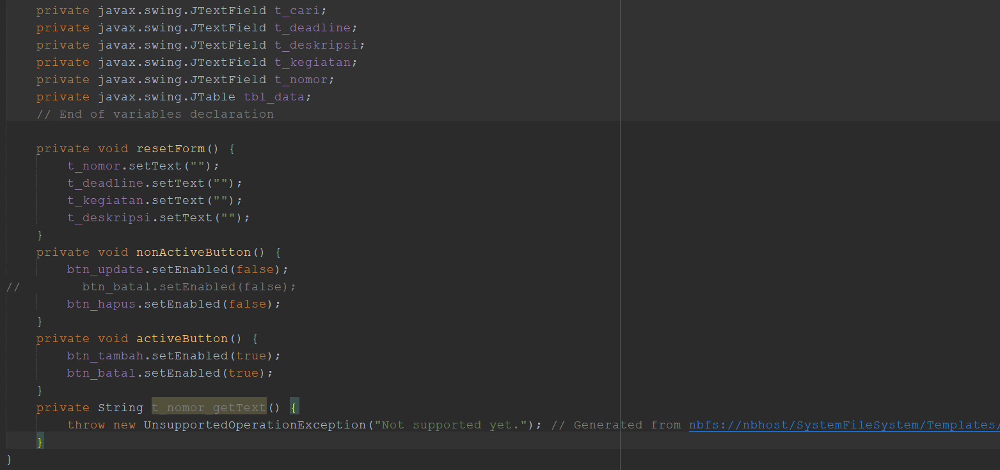 private javax.swing.JTextField t_cari;
private javax.swing.JTextField t_deadline;
private javax.swing.JTextField t_deskripsi;
private javax.swing.JTextField t_kegiatan;
private javax.swing.JTextField t_nomor;
private javax.swing.JTable tbl_data;
// End of variables declaration
private void resetForm() {
t_nomor.setText("");
t_deadline.setText("");
t_kegiatan.setText("");
t_deskripsi.setText("");
}
private void nonActiveButton() {
btn_update.setEnabled(false);
// btn_batal.setEnabled(false);
btn_hapus.setEnabled(false);
}
private void activeButton() {
btn_tambah.setEnabled(true);
btn_batal.setEnabled(true);
}
private String t_nomor_getText() {
throw new UnsupportedOperationException("Not supported yet."); // Generated from nbfs://nbhost/SystemFileSystem/Templates/
}
}